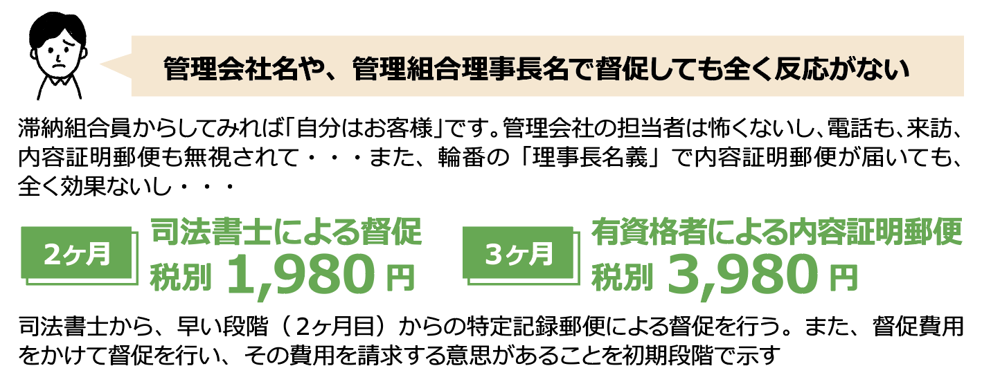 管理会社名や、管理組合理事長名で督促しても全く反応がない
滞納組合員からしてみれば「自分はお客様」です。管理会社の担当者は怖くないし、電話も、来訪、
内容証明郵便も無視されて・・・また、輪番の「理事長名義」で内容証明郵便が届いても、
全く効果ないし・・・
2ヶ月
司法書士による督促
税別 1,980 円
3ヶ月
有資格者による内容証明郵便
税別 3,980 円
司法書士から、早い段階（2ヶ月目）からの特定記録郵便による督促を行う。また、督促費用
をかけて督促を行い、その費用を請求する意思があることを初期段階で示す